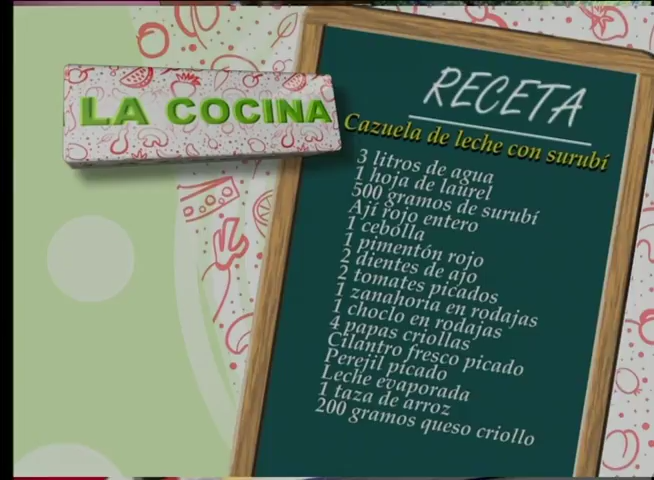 LA COCINA
RECETA
Cazuela de leche con surubí
3 litros de agua
1 hoja de laurel
500 gramos de surubí
Ají rojo entero
1 cebolla
1 pimentón rojo
2 dientes de ajo
2 tomates picados
1 zanahoria en rodajas
1 choclo en rodajas
4 papas criollas
Cilantro fresco picado
Perejil picado
Leche evaporada
1 taza de arroz
200 gramos queso criollo